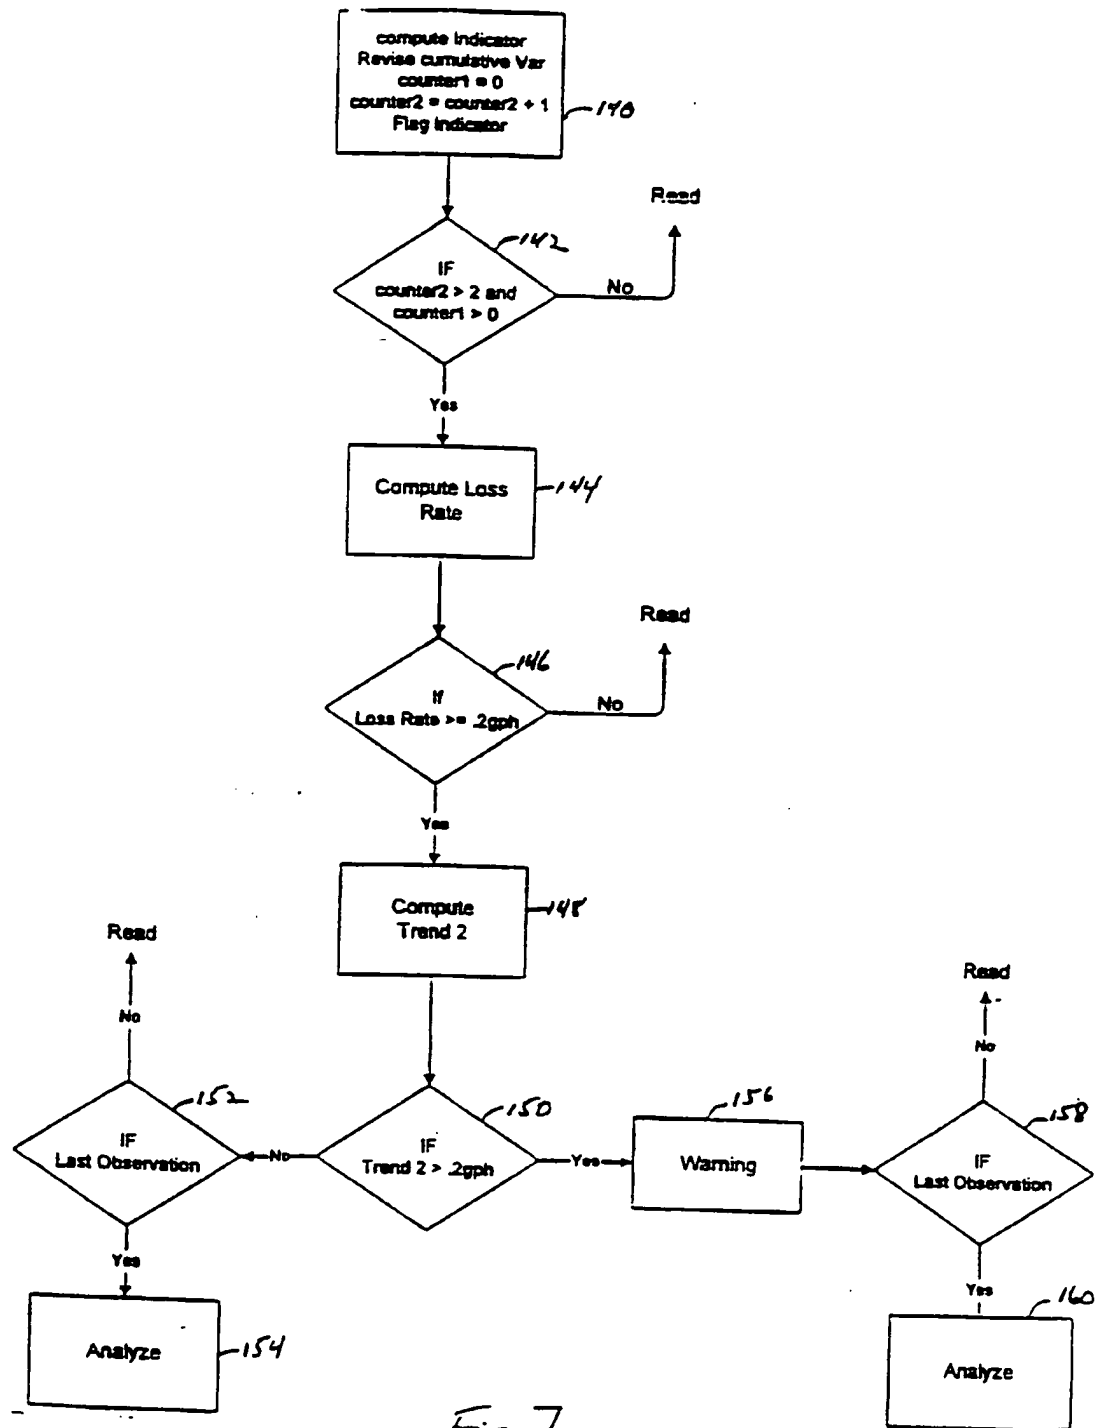 compute Indicator
Revise cumulative Var
counter1 = 0
counter2 = counter2 + 1
Flag Indicator
140
Read
142
IF
counter2 > 2 and
counter1 > 0
No
Yes
Compute Loss
Rate
144
Read
146
If
Loss Rate >= .2gph
No
Yes
Compute
Trend 2
148
Read
No
Read
No
152
IF
Last Observation
No
150
IF
Trend 2 > .2gph
Yes
156
Warning
158
IF
Last Observation
Yes
Analyze
154
Yes
160
Analyze
Fig. 7